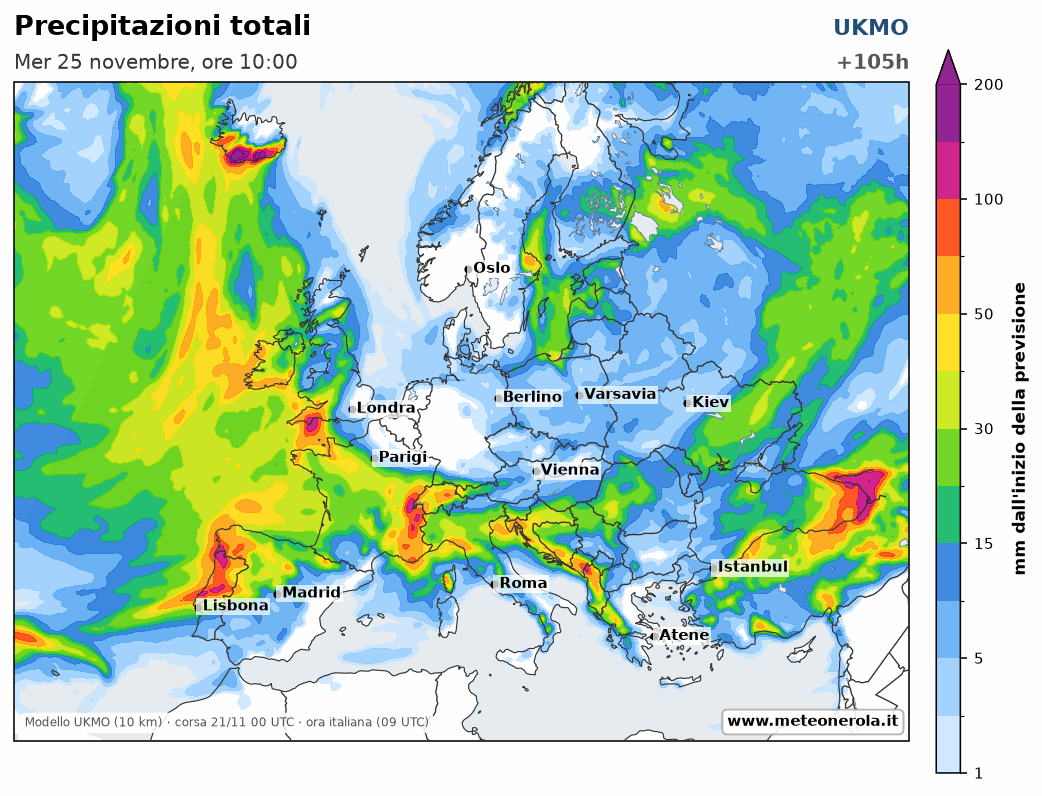 Precipitazioni totali
UKMO
Mer 25 novembre, ore 10:00
+105h
200
100
50
30
15
5
1
mm dall'inizio della previsione
Oslo
Londra
Berlino
Varsavia
Kiev
Parigi
Vienna
Istanbul
Roma
Madrid
Lisbona
Atene
Modello UKMO (10 km) · corsa 21/11 00 UTC · ora italiana (09 UTC)
www.meteonerola.it